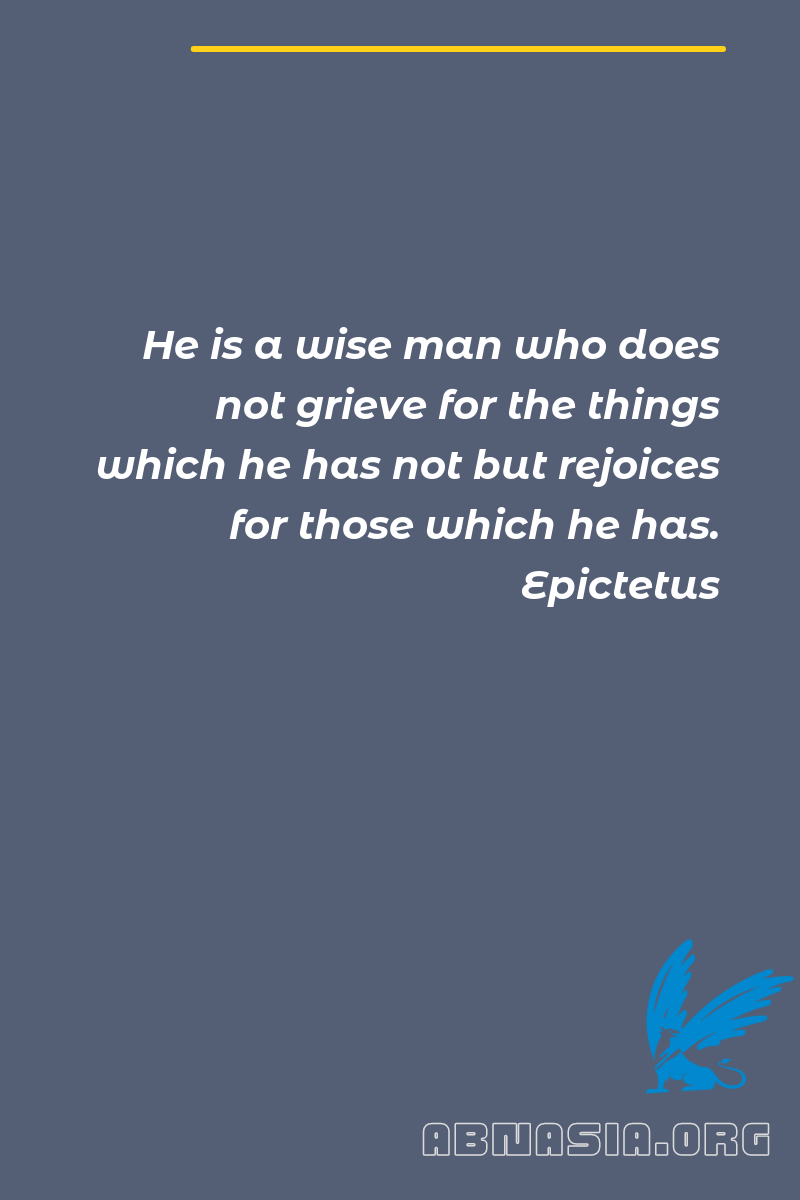 He is a wise man who does
not grieve for the things
which he has not but rejoices
for those which he has.
Epictetus
ABNASIA.ORG